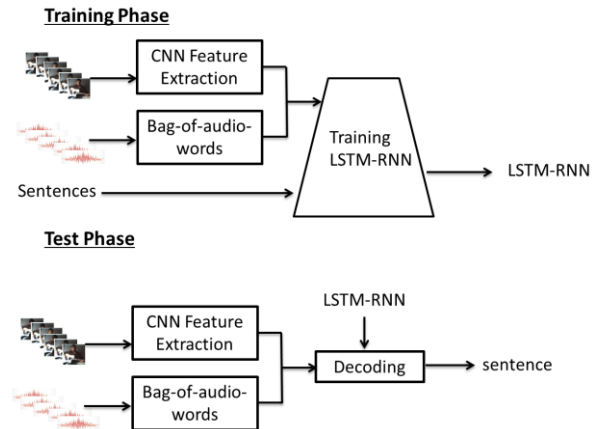 Training Phase
CNN Feature
Extraction
Bag-of-audio-
words
Training
LSTM-RNN
LSTM-RNN
Sentences
Test Phase
LSTM-RNN
CNN Feature
Extraction
Decoding
sentence
Bag-of-audio-
words